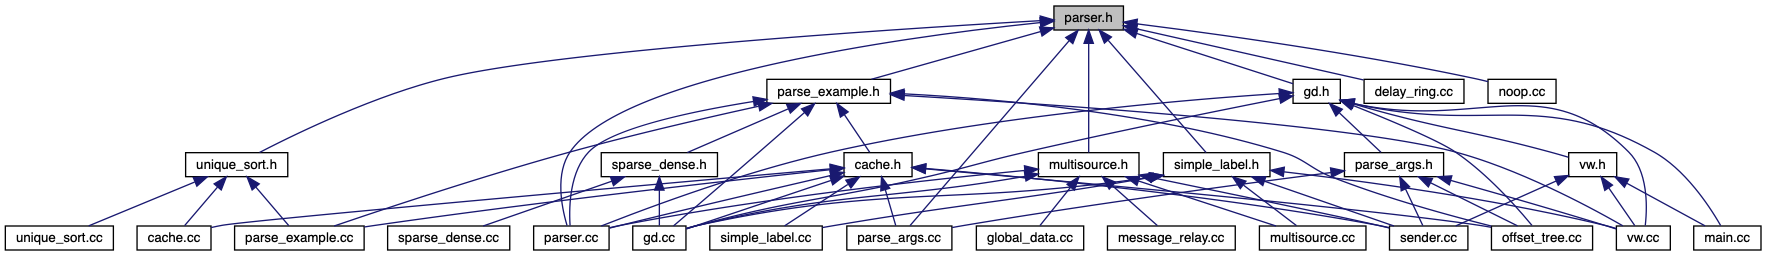 parser.h
parse_example.h
gd.h
delay_ring.cc
noop.cc
unique_sort.h
sparse_dense.h
cache.h
multisource.h
simple_label.h
parse_args.h
vw.h
unique_sort.cc
cache.cc
parse_example.cc
sparse_dense.cc
parser.cc
gd.cc
simple_label.cc
parse_args.cc
global_data.cc
message_relay.cc
multisource.cc
sender.cc
offset_tree.cc
vw.cc
main.cc